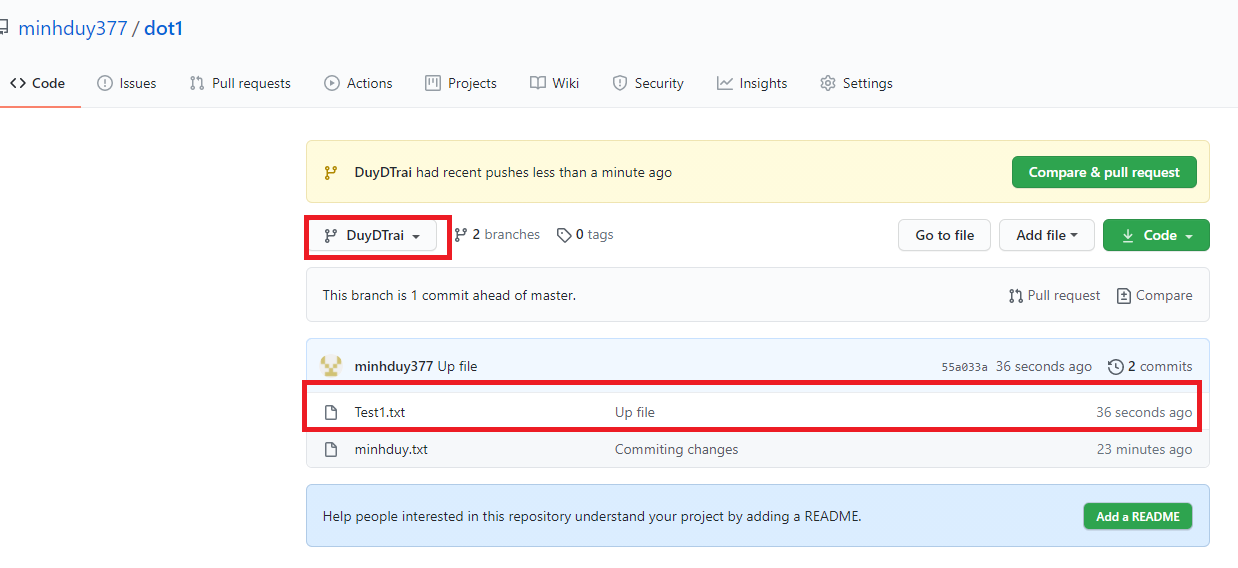 minhduy377 / dot1
Code Issues Pull requests Actions Projects Wiki Security Insights Settings
DuyDTrai had recent pushes less than a minute ago Compare & pull request
DuyDTrai 2 branches 0 tags Go to file Add file Code
This branch is 1 commit ahead of master. Pull request Compare
minhduy377 Up file 55a033a 36 seconds ago 2 commits
Test1.txt Up file 36 seconds ago
minhduy.txt Commiting changes 23 minutes ago
Help people interested in this repository understand your project by adding a README. Add a README